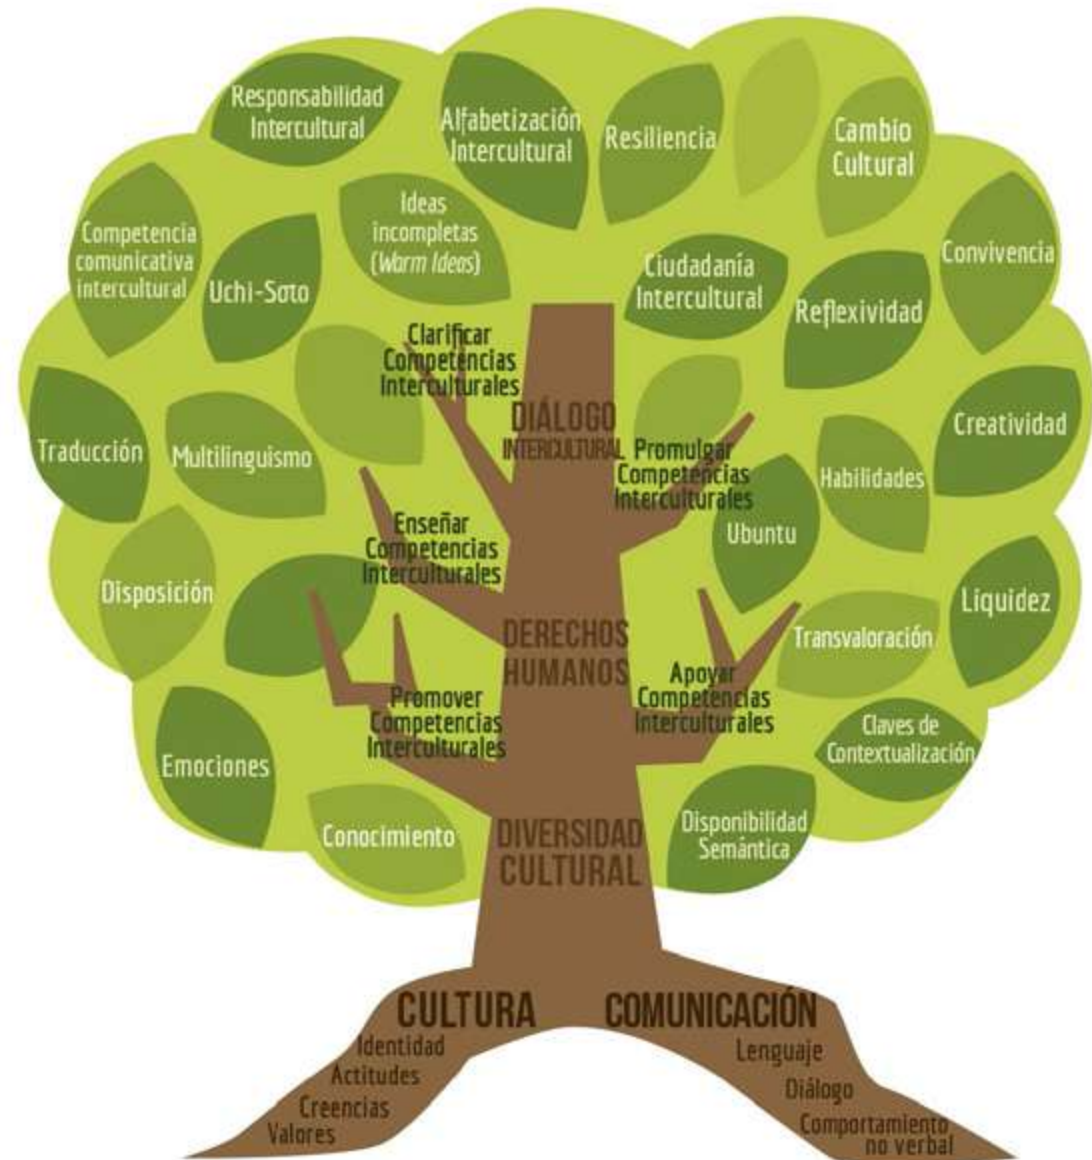 Responsabilidad
Intercultural
Alfabetización
Intercultural
Resiliencia
Cambio
Cultural
Competencia
comunicativa
intercultural
Uchi-Soto
Ideas
incompletas
(Warm Ideas)
Ciudadanía
Intercultural
Reflexividad
Convivencia
Clarificar
Competencias
Interculturales
DIÁLOGO
INTERCULTURAL
Promulgar
Competencias
Interculturales
Traducción
Multilinguismo
Habilidades
Creatividad
Enseñar
Competencias
Interculturales
Ubuntu
Disposición
Liquidez
DERECHOS
HUMANOS
Transvaloración
Promover
Competencias
Interculturales
Apoyar
Competencias
Interculturales
Claves de
Contextualización
Emociones
Conocimiento
DIVERSIDAD
CULTURAL
Disponibilidad
Semántica
CULTURA
Identidad
Actitudes
Creencias
Valores
COMUNICACIÓN
Lenguaje
Diálogo
Comportamiento
no verbal